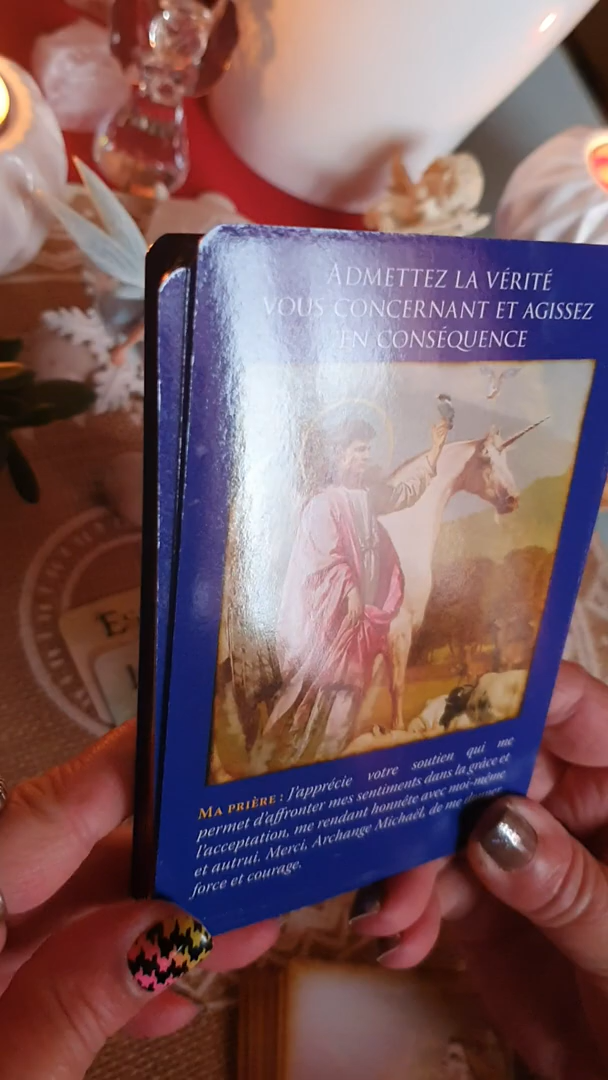 ADMETTEZ LA VÉRITÉ
VOUS CONCERNANT ET AGISSEZ
EN CONSÉQUENCE
MA PRIÈRE : J'apprécie votre soutien qui me
permet d'affronter mes sentiments dans la grâce et
l'acceptation, me rendant honnête avec moi-même
et autrui. Merci, Archange Michaël, de me donner
force et courage.